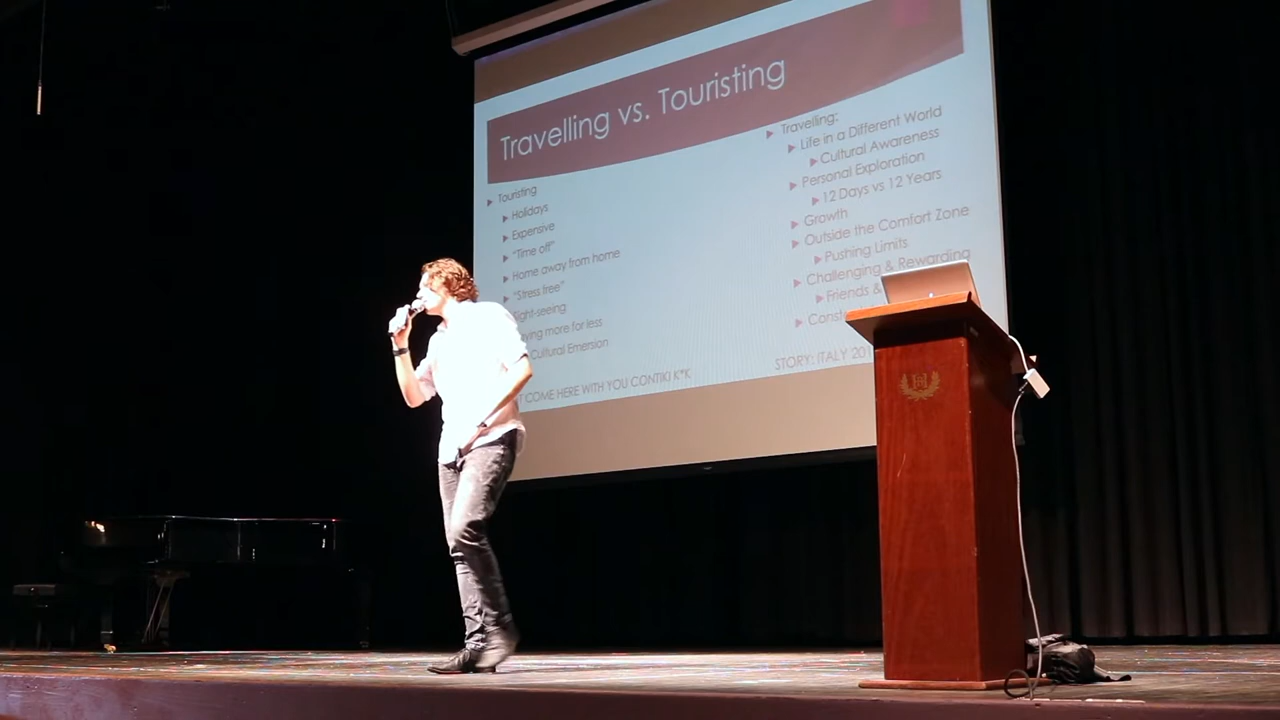 Travelling vs. Touristing
Touristing
Holidays
Expensive
"Time off"
Home away from home
"Stress free"
ight-seeing
ying more for less
Cultural Emersion
T COME HERE WITH YOU CONTIKI K*K
Travelling:
Life in a Different World
Cultural Awareness
Personal Exploration
12 Days vs 12 Years
Growth
Outside the Comfort Zone
Pushing Limits
Challenging & Rewarding
Friends &
Const
STORY: ITALY 201